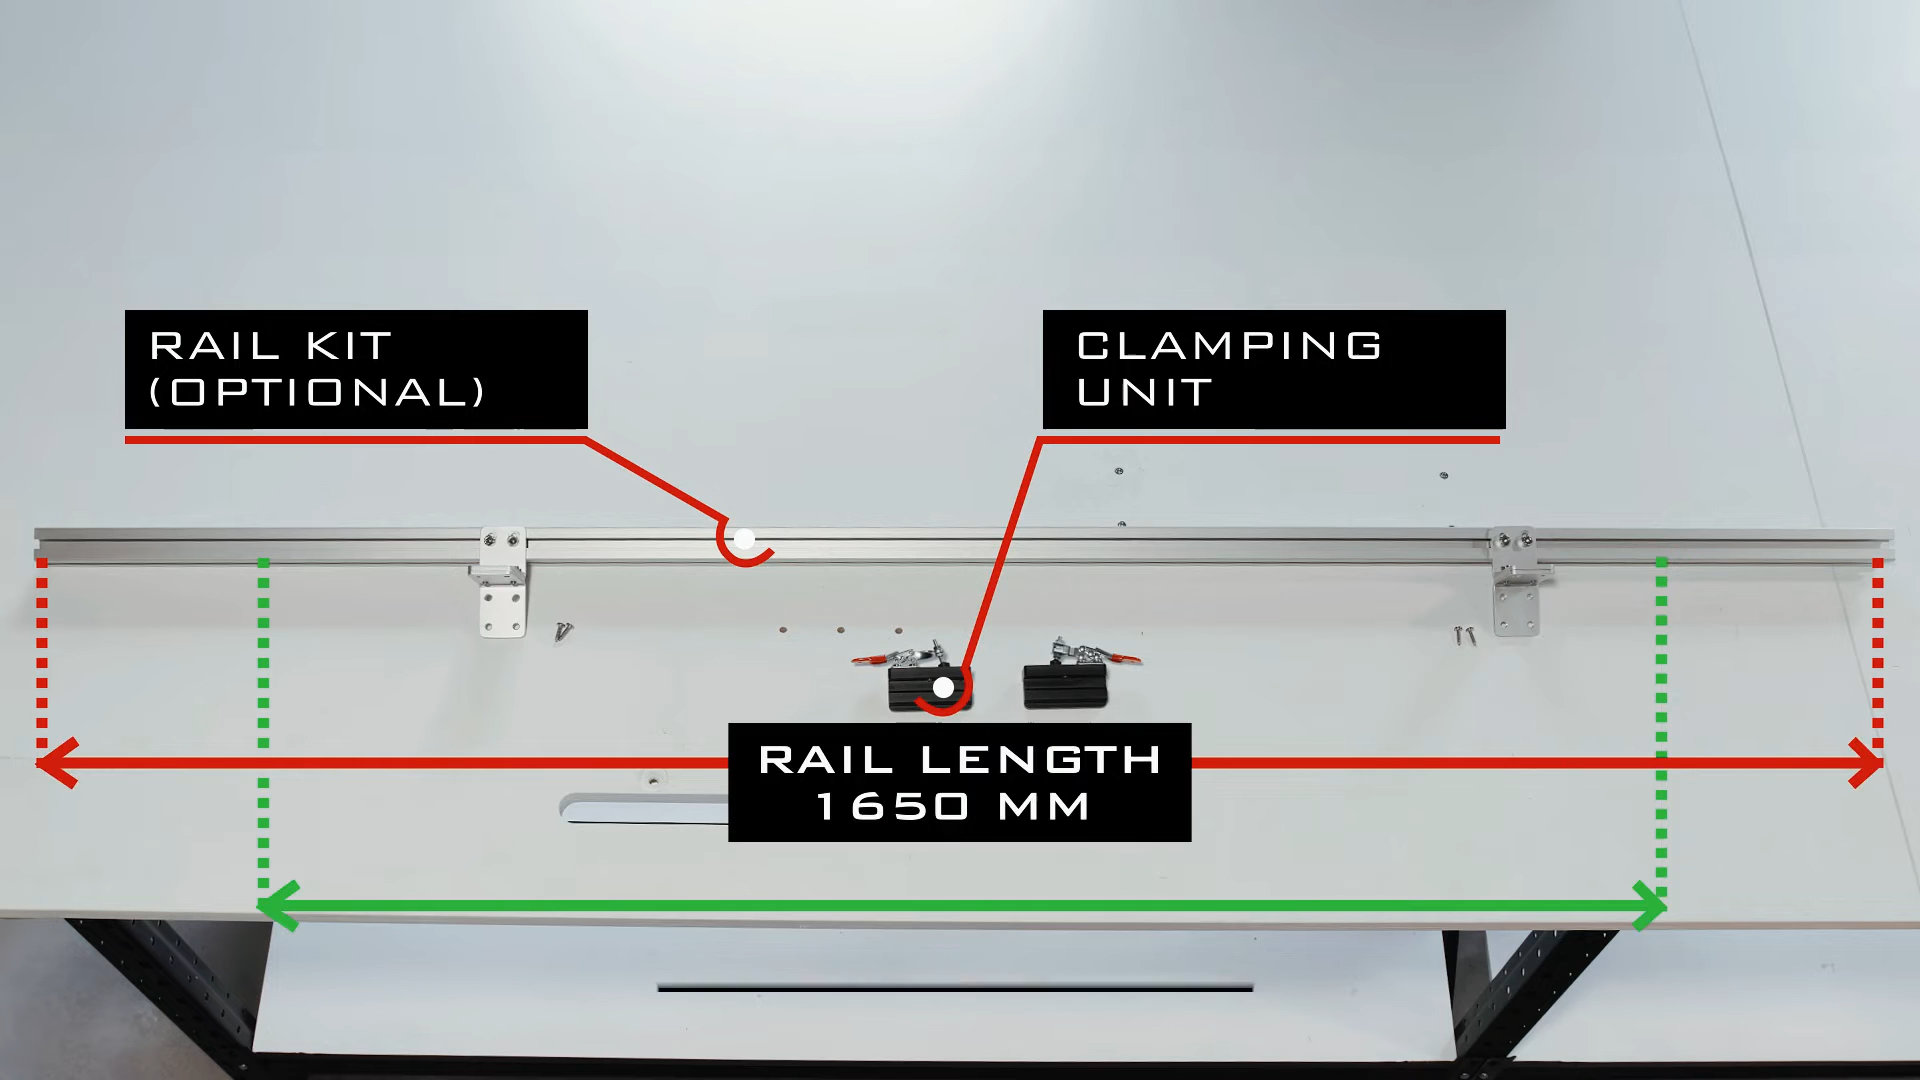 RAIL KIT
(OPTIONAL)
CLAMPING
UNIT
RAIL LENGTH
1650 MM